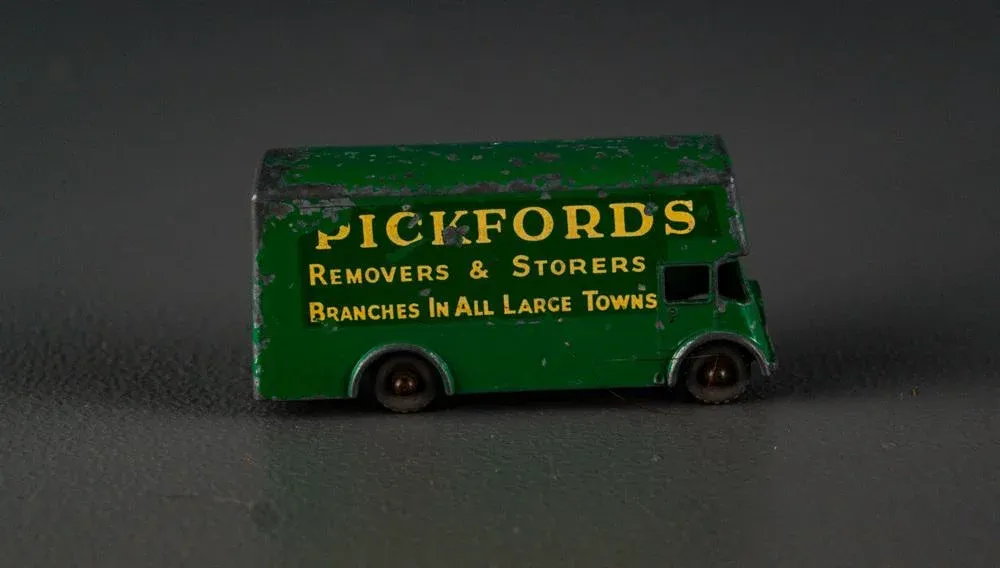 PICKFORDS
REMOVERS & STORERS
BRANCHES IN ALL LARGE TOWNS